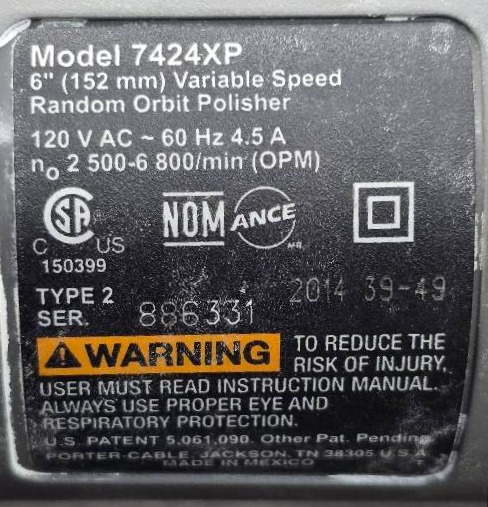 Model 7424XP
6" (152 mm) Variable Speed
Random Orbit Polisher
120 V AC ~ 60 Hz 4.5 A
no 2 500-6 800/min (OPM)
SA NOM ANCE MR
C US
150399
TYPE 2 2014 39-49
SER. 886331
WARNING TO REDUCE THE
RISK OF INJURY,
USER MUST READ INSTRUCTION MANUAL.
ALWAYS USE PROPER EYE AND
RESPIRATORY PROTECTION.
U.S. PATENT 5,061,090. Other Pat. Pending
PORTER-CABLE, JACKSON, TN 38305 U.S.A.
MADE IN MEXICO